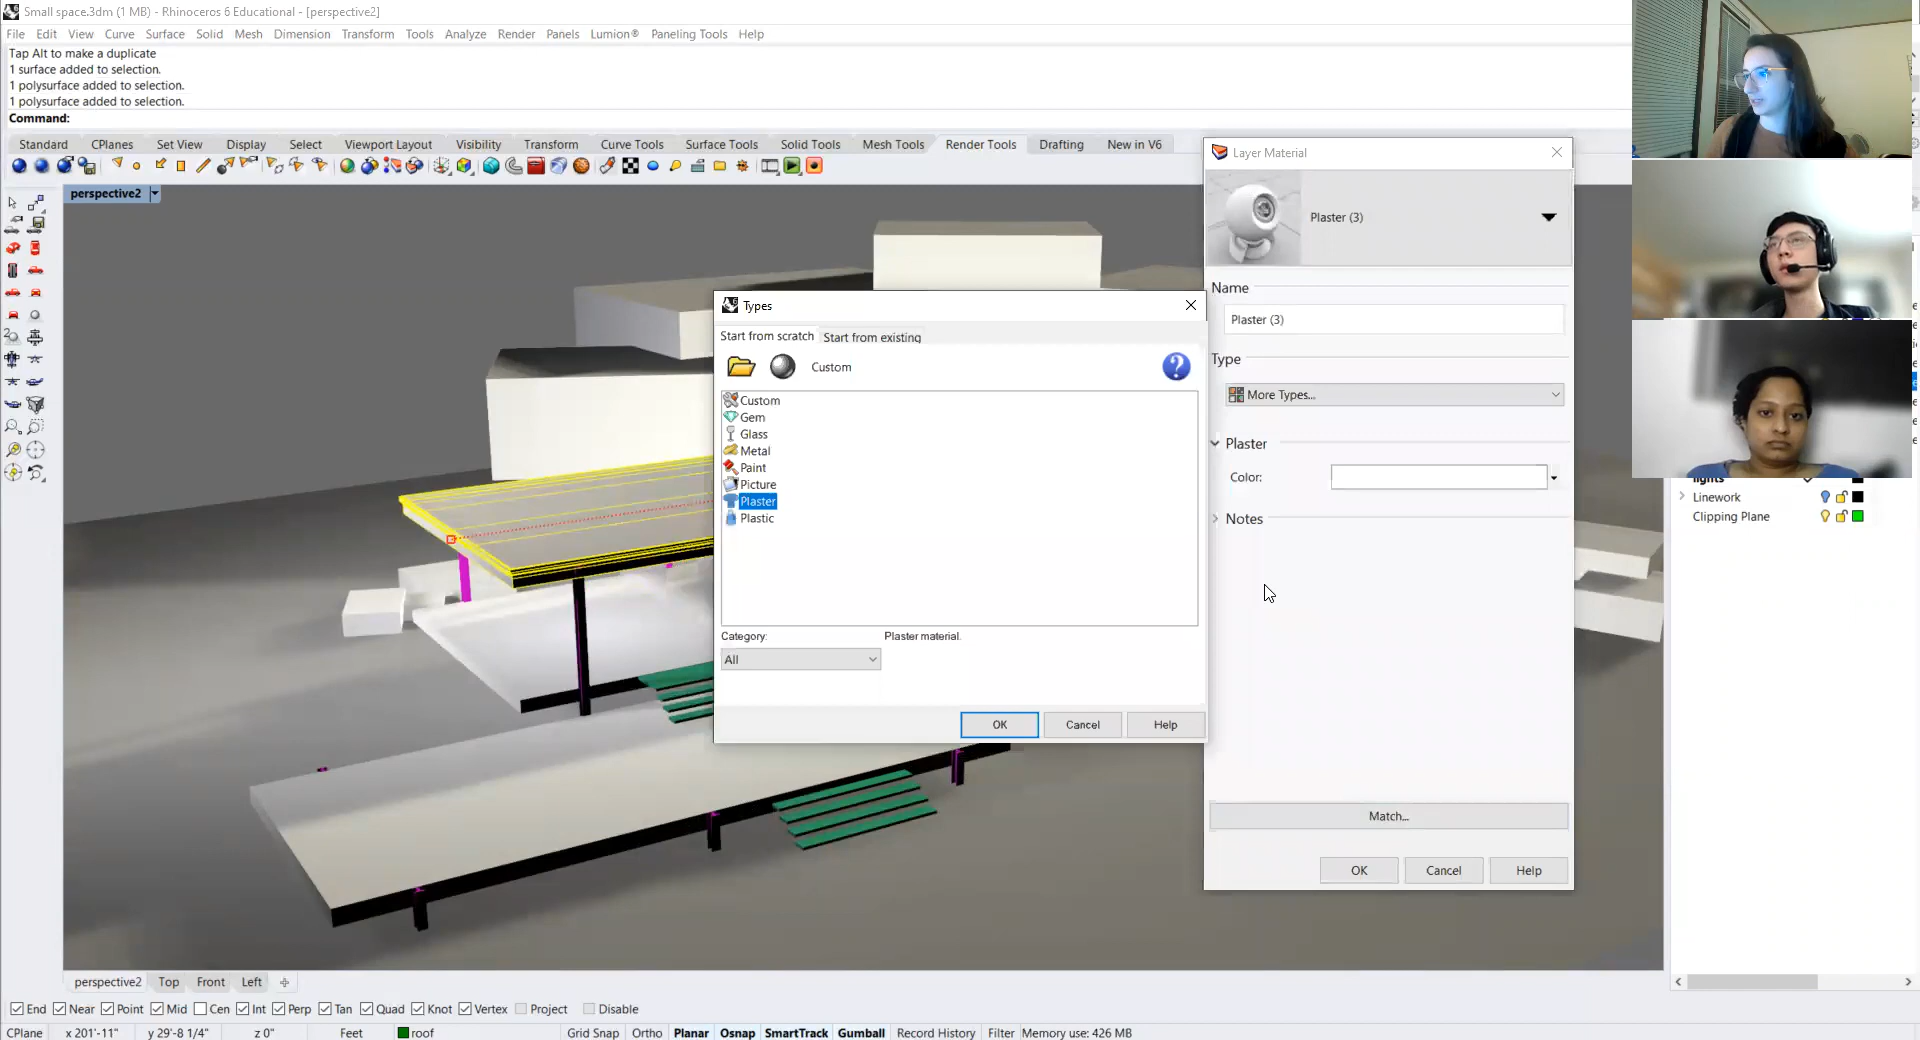 Small space.3dm (1 MB) - Rhinoceros 6 Educational - [perspective2]
File Edit View Curve Surface Solid Mesh Dimension Transform Tools Analyze Render Panels Lumion® Paneling Tools Help
Tap Alt to make a duplicate
1 surface added to selection.
1 polysurface added to selection.
1 polysurface added to selection.
Command:
Standard CPlanes Set View Display Select Viewport Layout Visibility Transform Curve Tools Surface Tools Solid Tools Mesh Tools Render Tools Drafting New in V6
perspective2
Layer Material
Plaster (3)
Name
Plaster (3)
Type
More Types...
Plaster
Color:
Notes
Match...
OK Cancel Help
Types
Start from scratch Start from existing
Custom
Custom
Gem
Glass
Metal
Paint
Picture
Plaster
Plastic
Category: Plaster material.
All
OK Cancel Help
lights
Linework
Clipping Plane
perspective2 Top Front Left
End Near Point Mid Cen Int Perp Tan Quad Knot Vertex Project Disable
CPlane x 201'-11" y 29'-8 1/4" z 0" Feet roof Grid Snap Ortho Planar Osnap SmartTrack Gumball Record History Filter Memory use: 426 MB